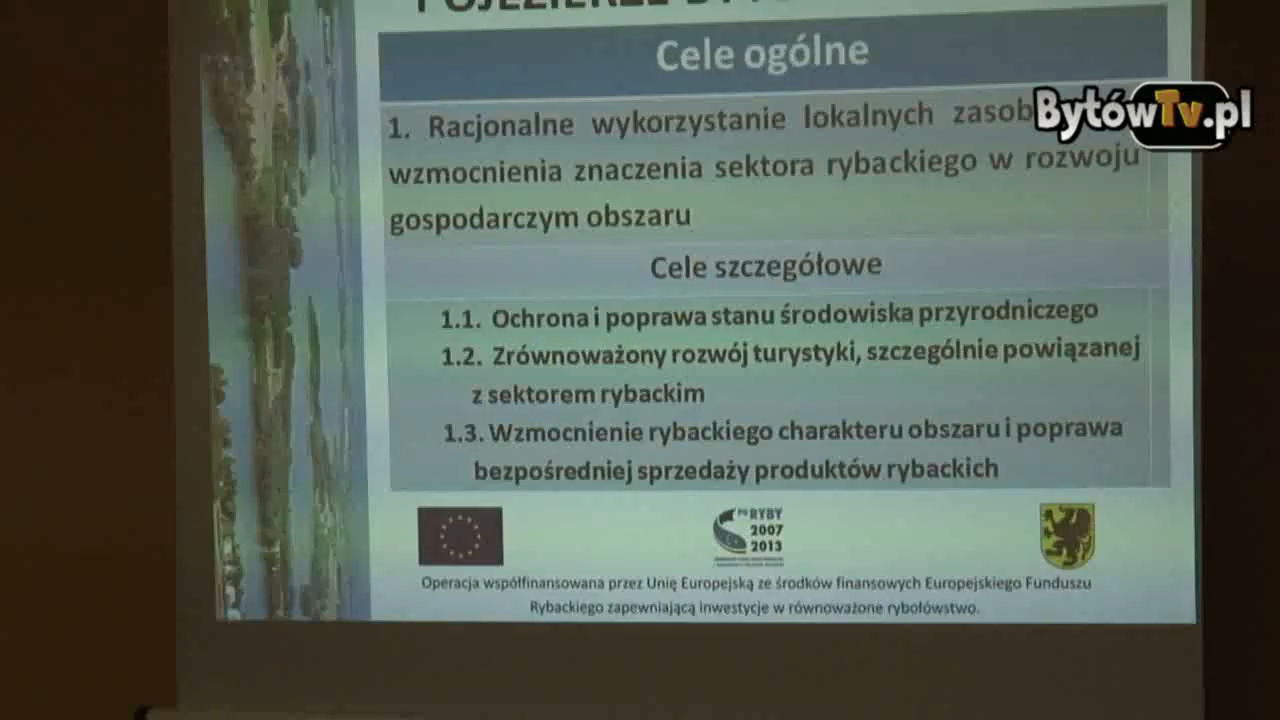 Cele ogólne
BytówTv.pl
1. Racjonalne wykorzystanie lokalnych
wzmocnienia znaczenia sektora rybackiego w rozwoju
gospodarczym obszaru
Cele szczegółowe
1.1. Ochrona i poprawa stanu środowiska przyrodniczego
1.2. Zrównoważony rozwój turystyki, szczególnie powiązanej
z sektorem rybackim
1.3. Wzmocnienie rybackiego charakteru obszaru i poprawa
bezpośredniej sprzedaży produktów rybackich
PO RYBY
2007
2013
Operacja współfinansowana przez Unię Europejską ze środków finansowych Europejskiego Funduszu
Rybackiego zapewniającą inwestycje w równoważone rybołówstwo.